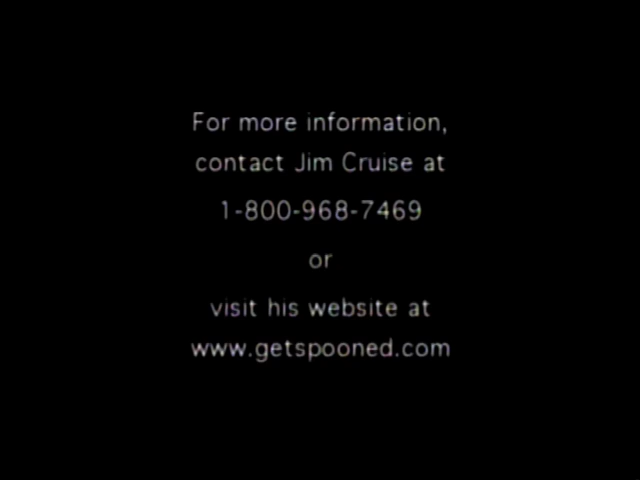 For more information,
contact Jim Cruise at
1-800-968-7469
or
visit his website at
www.getspooned.com